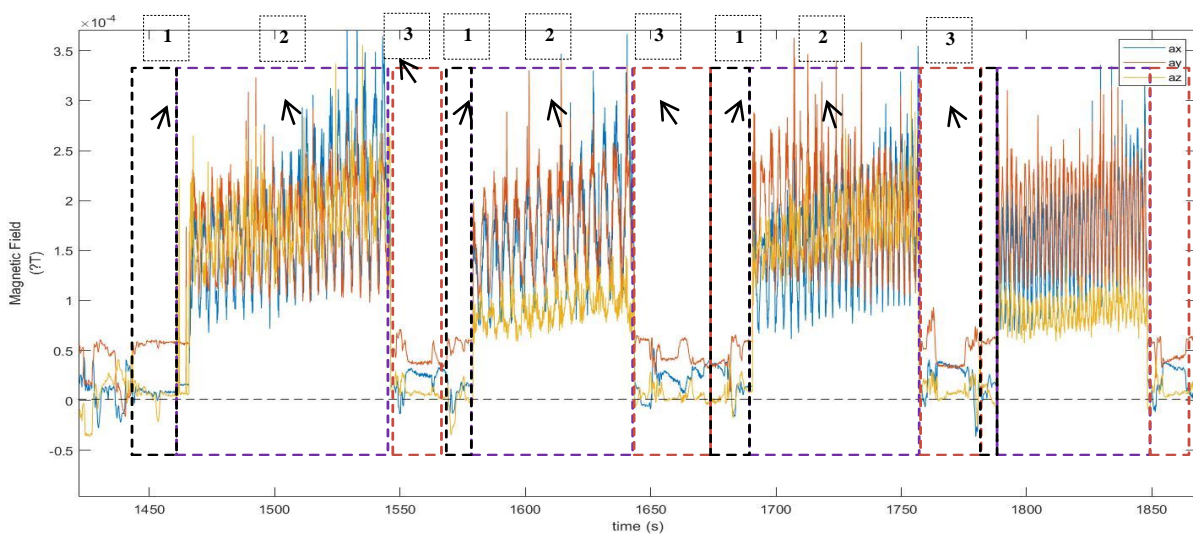 ×10⁻⁴
1 2 3 1 2 3 1 2 3
3.5
3
2.5
2
1.5
1
0.5
0
-0.5
Magnetic Field
(?T)
ax
ay
az
1450 1500 1550 1600 1650 1700 1750 1800 1850
time (s)